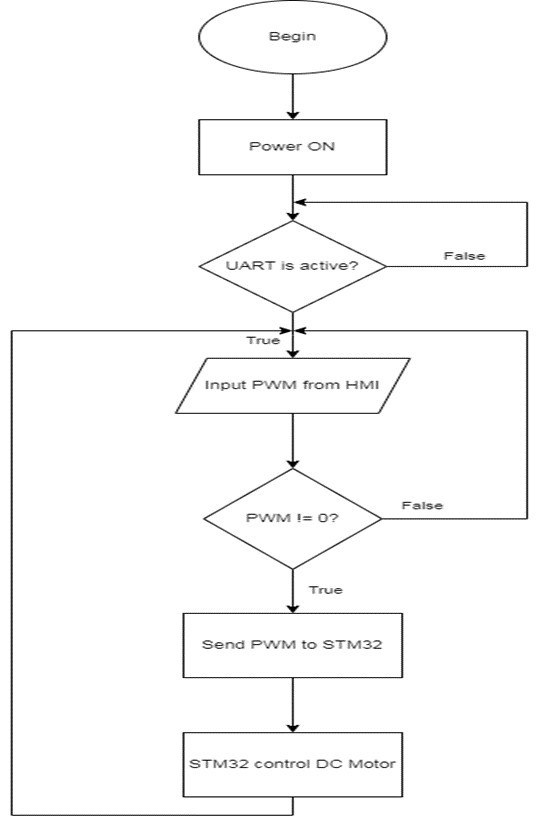 Begin
Power ON
UART is active?
False
True
Input PWM from HMI
PWM != 0?
False
True
Send PWM to STM32
STM32 control DC Motor